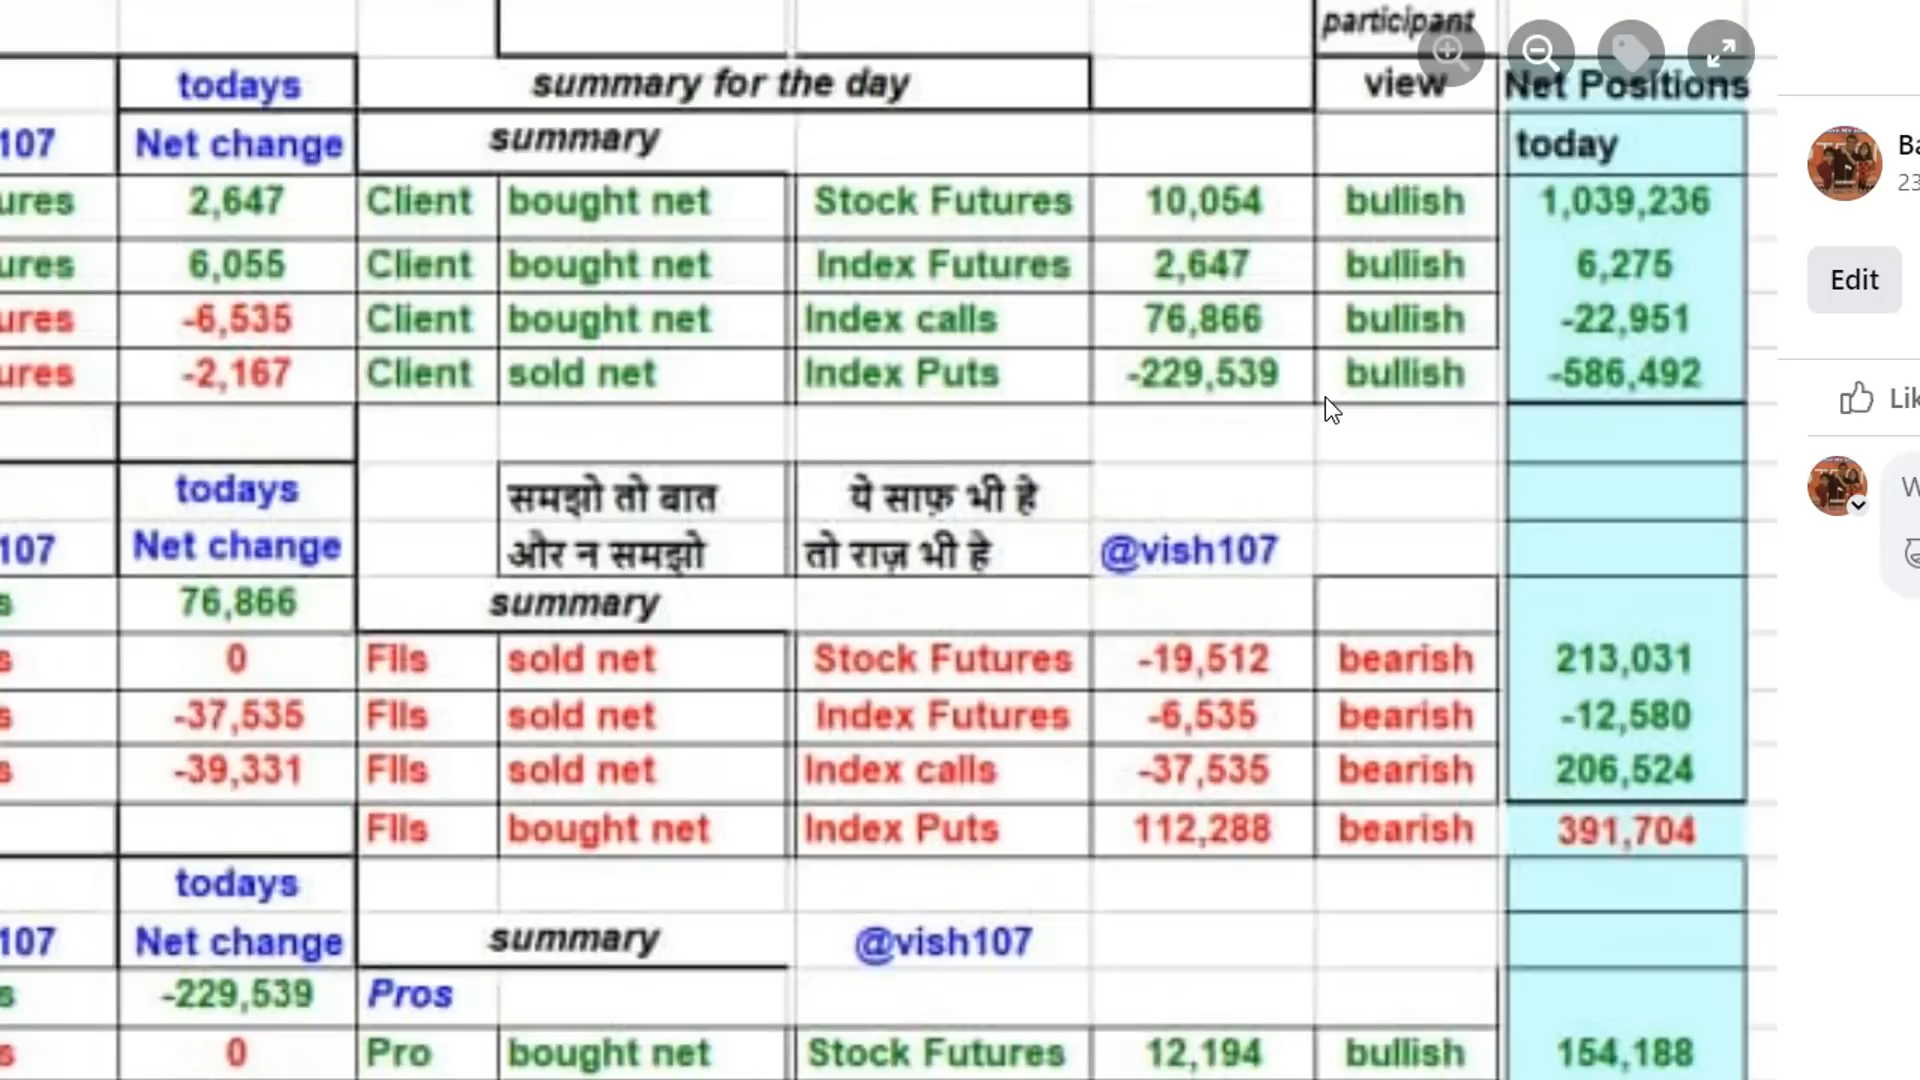 participant
todays summary for the day view Net Positions
107 Net change summary today
ures 2,647 Client bought net Stock Futures 10,054 bullish 1,039,236
ures 6,055 Client bought net Index Futures 2,647 bullish 6,275
ures -6,535 Client bought net Index calls 76,866 bullish -22,951
ures -2,167 Client sold net Index Puts -229,539 bullish -586,492
todays समझो तो बात ये साफ़ भी हे
107 Net change और न समझो तो राज़ भी हे @vish107
s 76,866 summary
s 0 FIIs sold net Stock Futures -19,512 bearish 213,031
s -37,535 FIIs sold net Index Futures -6,535 bearish -12,580
s -39,331 FIIs sold net Index calls -37,535 bearish 206,524
FIIs bought net Index Puts 112,288 bearish 391,704
todays
107 Net change summary @vish107
s -229,539 Pros
s 0 Pro bought net Stock Futures 12,194 bullish 154,188
Ba
23
Edit
Lik
W